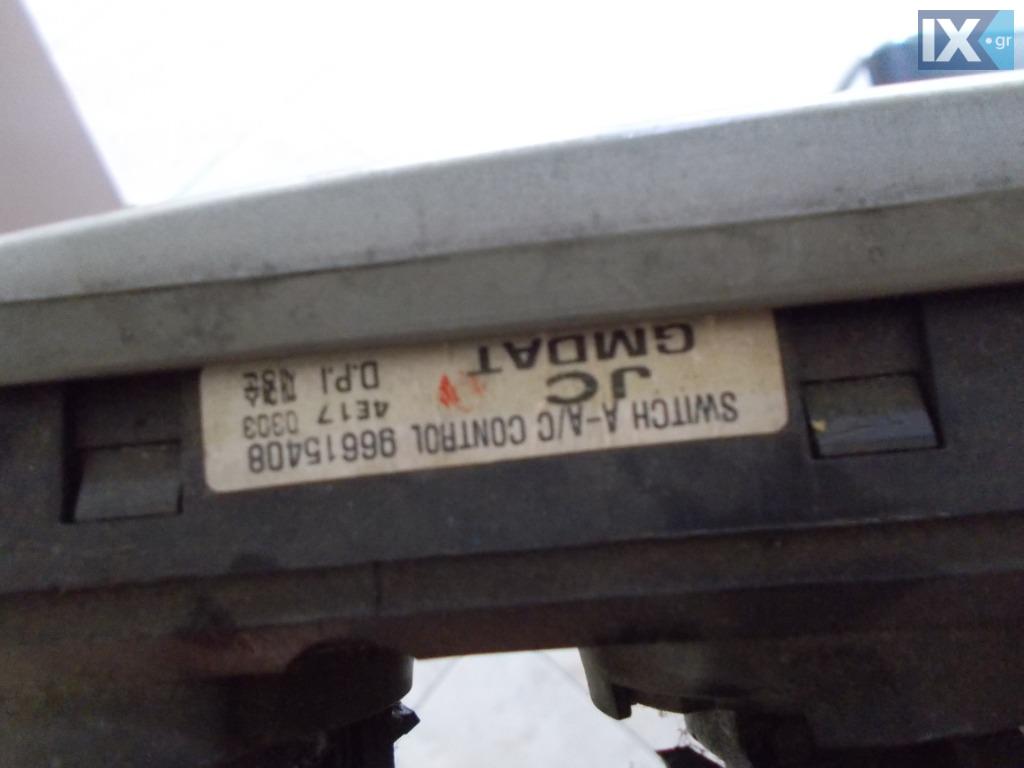 IX.gr
SWITCH A-A/C CONTROL 96615408
JC
4E17 0303
GMDAT
D.P.I